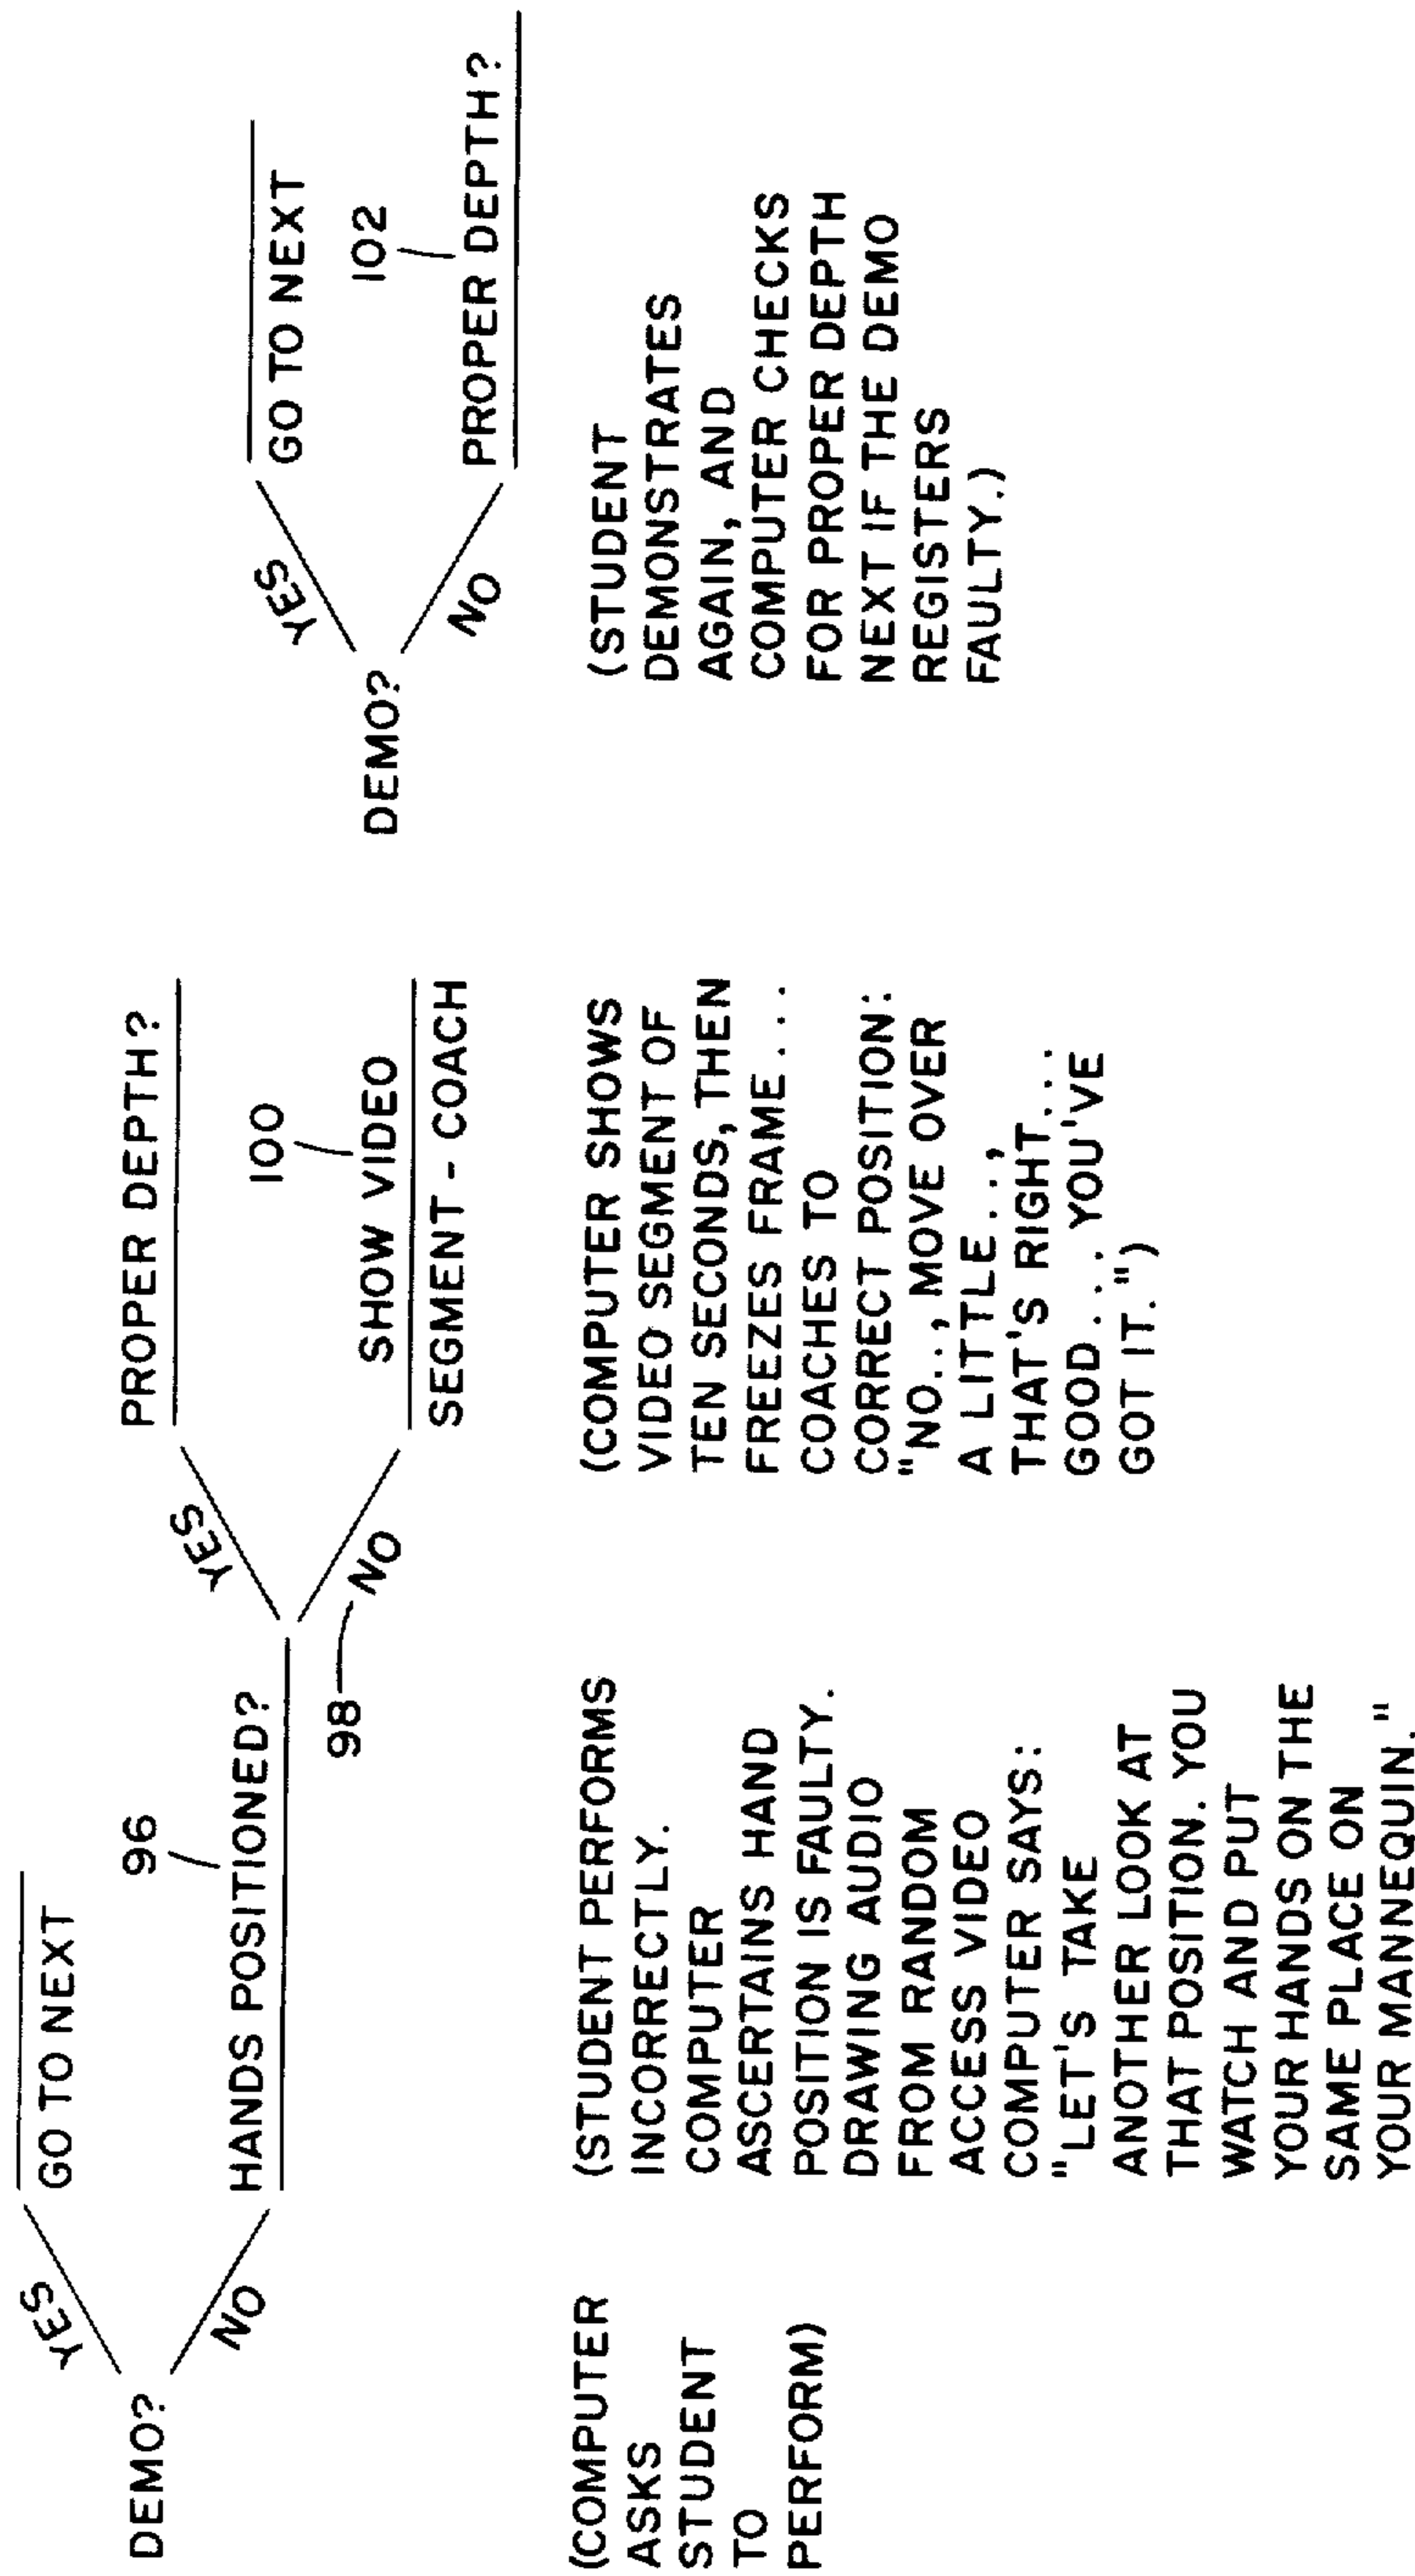 DEMO?
YES
GO TO NEXT
NO
96
HANDS POSITIONED?
YES
PROPER DEPTH?
98
NO
100
SHOW VIDEO
SEGMENT - COACH
DEMO?
YES
GO TO NEXT
NO
102
PROPER DEPTH?
(COMPUTER
ASKS
STUDENT
TO
PERFORM)
(STUDENT PERFORMS
INCORRECTLY.
COMPUTER
ASCERTAINS HAND
POSITION IS FAULTY.
DRAWING AUDIO
FROM RANDOM
ACCESS VIDEO
COMPUTER SAYS:
"LET'S TAKE
ANOTHER LOOK AT
THAT POSITION. YOU
WATCH AND PUT
YOUR HANDS ON THE
SAME PLACE ON
YOUR MANNEQUIN."
(COMPUTER SHOWS
VIDEO SEGMENT OF
TEN SECONDS, THEN
FREEZES FRAME....
COACHES TO
CORRECT POSITION:
"NO.., MOVE OVER
A LITTLE...,
THAT'S RIGHT....
GOOD.... YOU'VE
GOT IT.")
(STUDENT
DEMONSTRATES
AGAIN, AND
COMPUTER CHECKS
FOR PROPER DEPTH
NEXT IF THE DEMO
REGISTERS
FAULTY.)